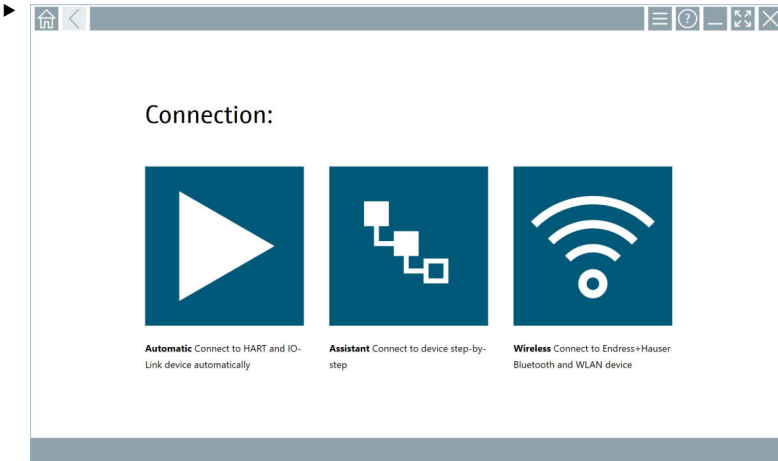 Connection:
Automatic Connect to HART and IO-
Link device automatically
Assistant Connect to device step-by-
step
Wireless Connect to Endress+Hauser
Bluetooth and WLAN device